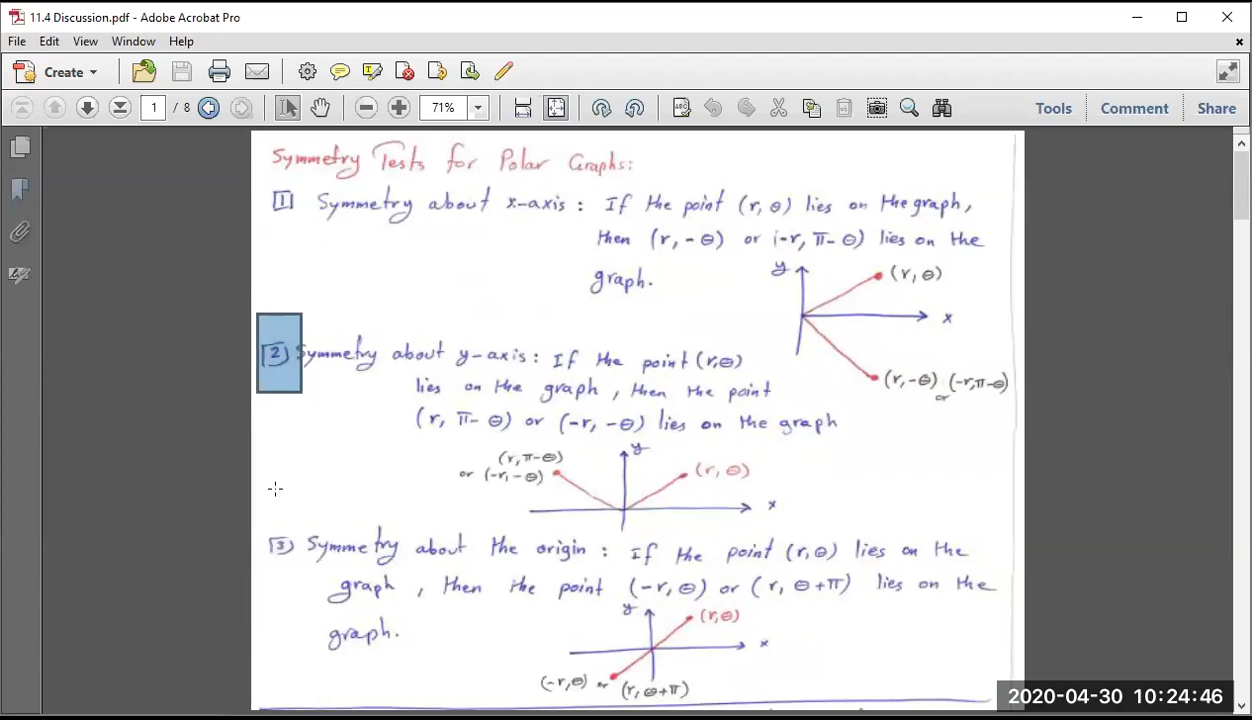 11.4 Discussion.pdf - Adobe Acrobat Pro
File Edit View Window Help
Create
1 / 8 71% Tools Comment Share
Symmetry Tests for Polar Graphs:
[1] Symmetry about x-axis : If the point (r, θ) lies on the graph,
then (r, -θ) or (-r, π-θ) lies on the
graph.
y
(r, θ)
x
(r, -θ) (-r, π-θ)
or
[2] Symmetry about y-axis : If the point (r, θ)
lies on the graph, then the point
(r, π-θ) or (-r, -θ) lies on the graph
y
(r, π-θ)
or (-r, -θ)
(r, θ)
x
[3] Symmetry about the origin : If the point (r, θ) lies on the
graph, then the point (-r, θ) or (r, θ+π) lies on the
graph.
y
(r, θ)
x
(-r, θ) or (r, θ+π)
2020-04-30 10:24:46